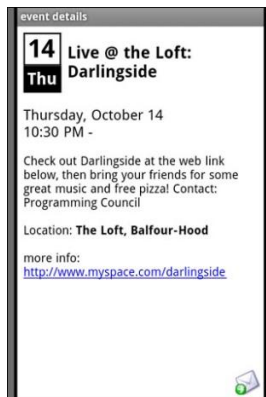 event details
14
Thu
Live @ the Loft:
Darlingside
Thursday, October 14
10:30 PM -
Check out Darlingside at the web link
below, then bring your friends for some
great music and free pizza! Contact:
Programming Council
Location: The Loft, Balfour-Hood
more info:
http://www.myspace.com/darlingside